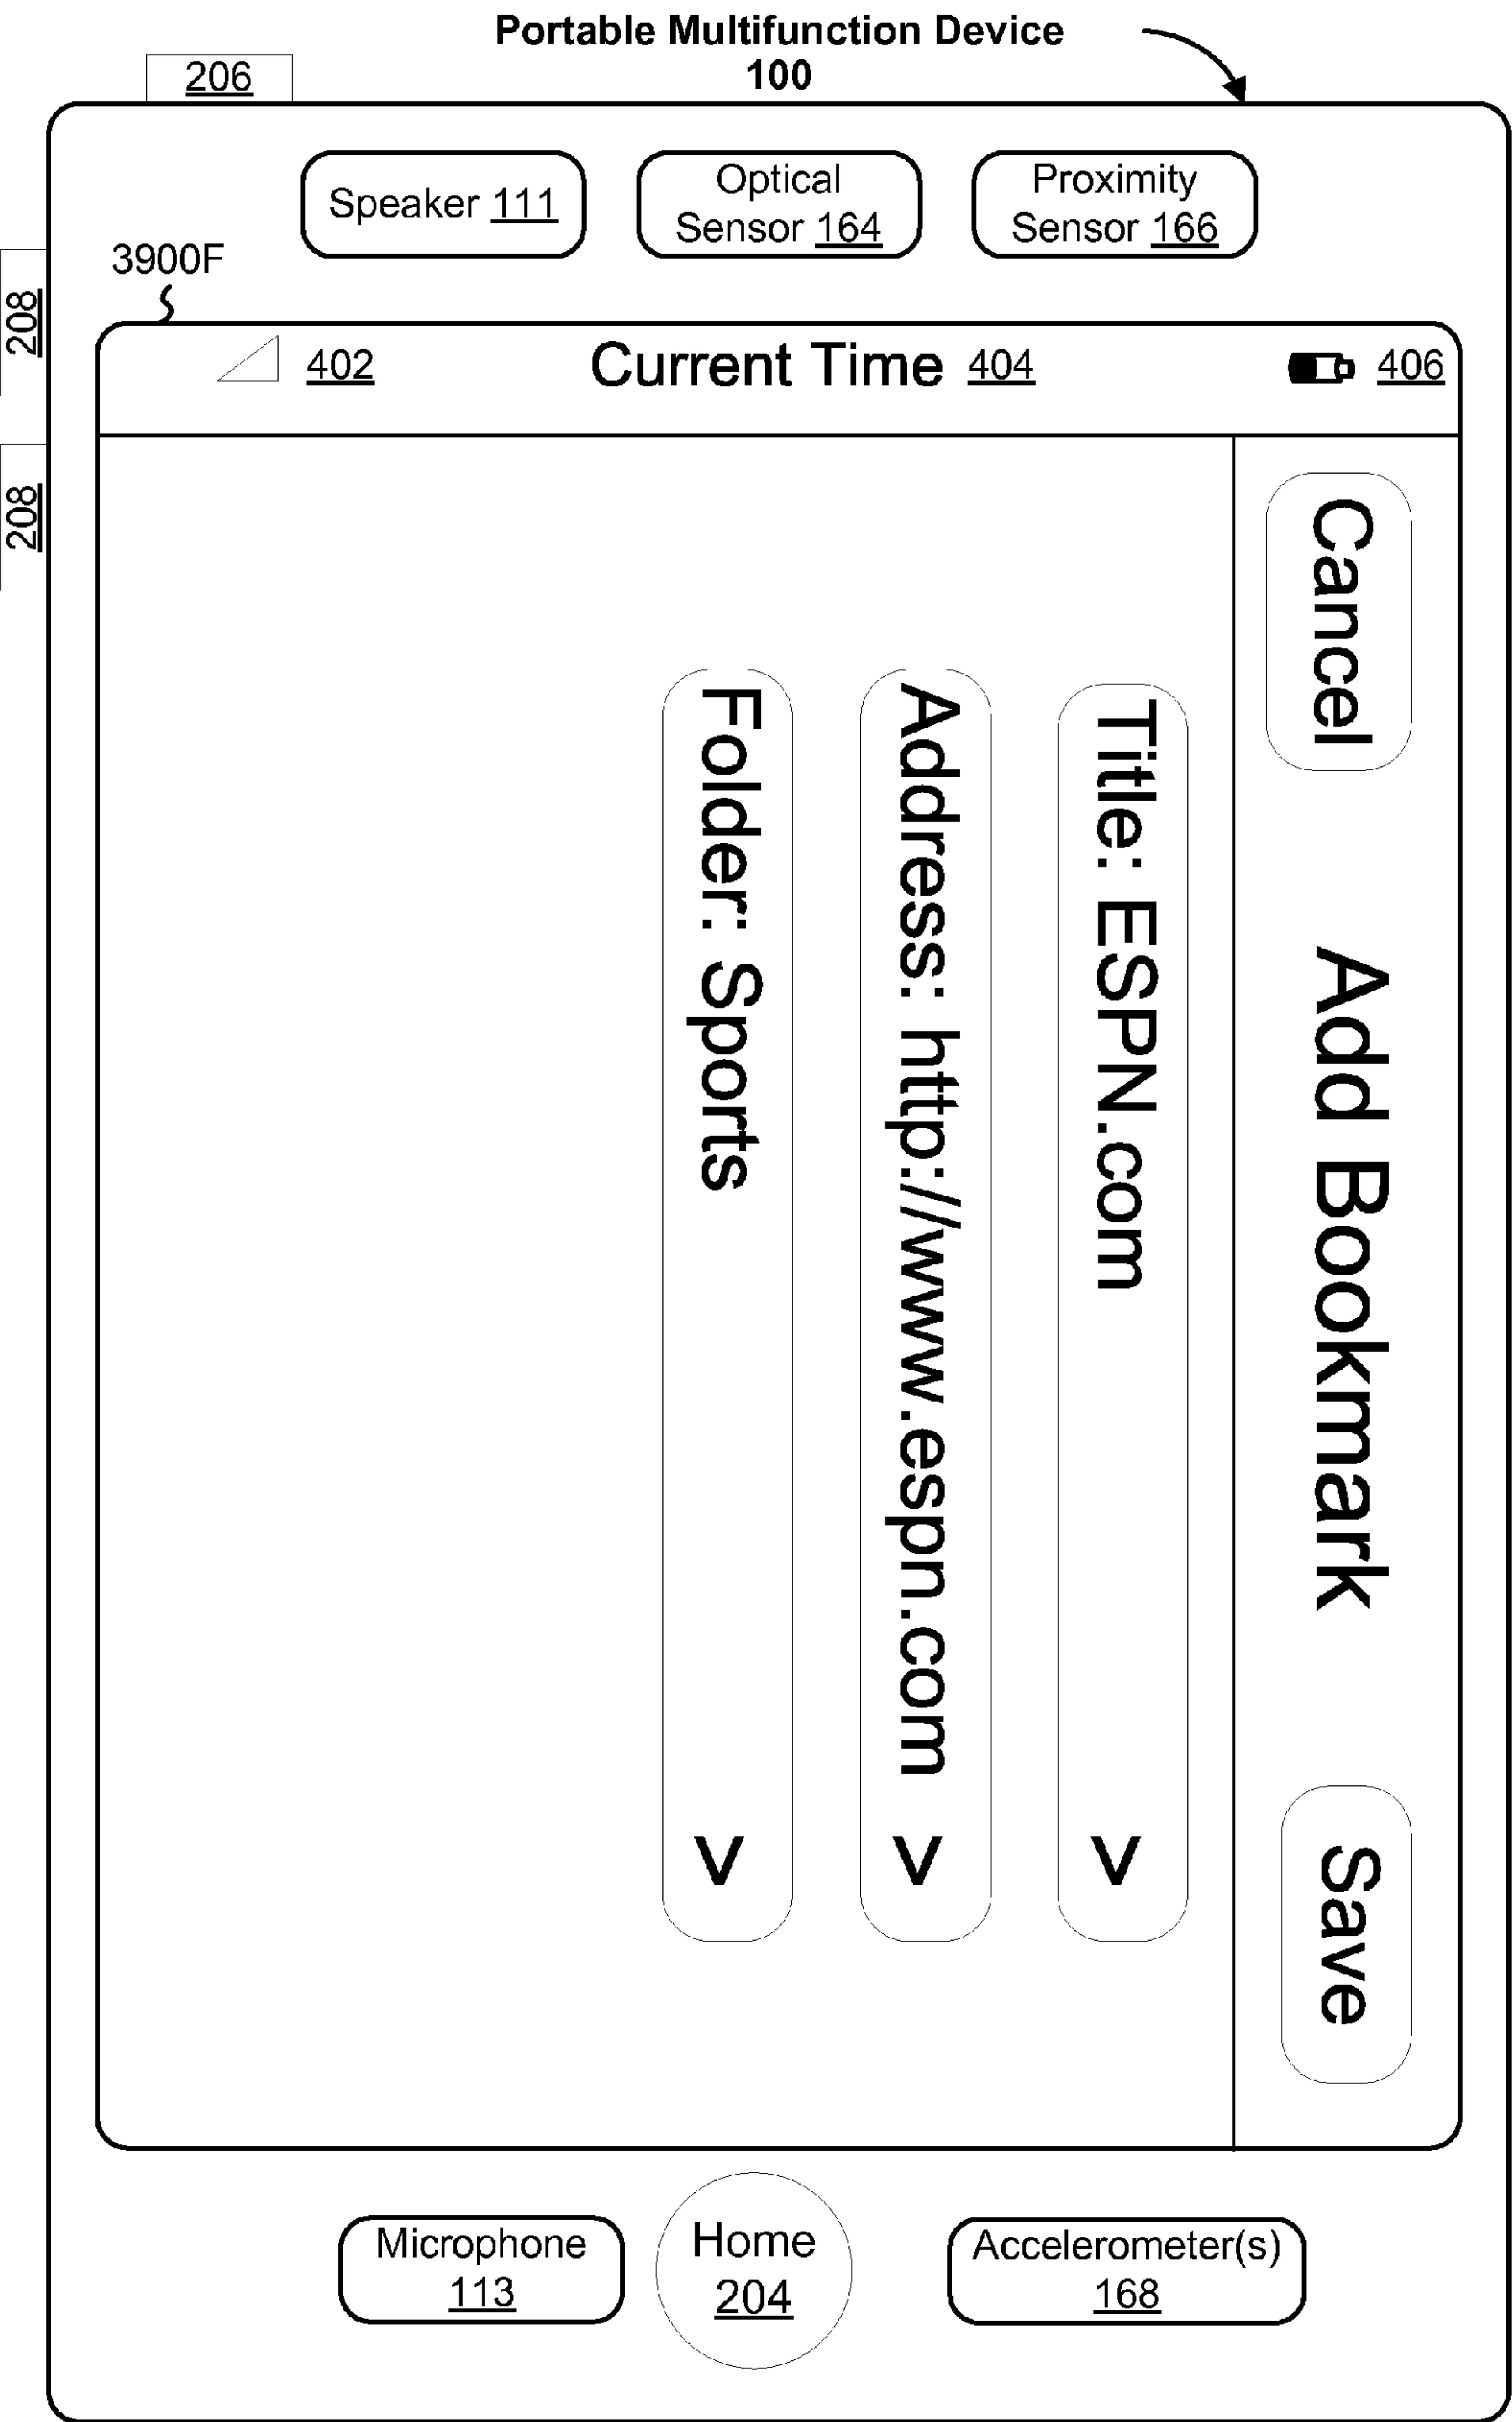 Portable Multifunction Device
100
206
Speaker 111
Optical
Sensor 164
Proximity
Sensor 166
3900F
208
208
402
Current Time 404
406
Cancel
Add Bookmark
Save
Title: ESPN.com >
Address: http://www.espn.com >
Folder: Sports >
Microphone
113
Home
204
Accelerometer(s)
168